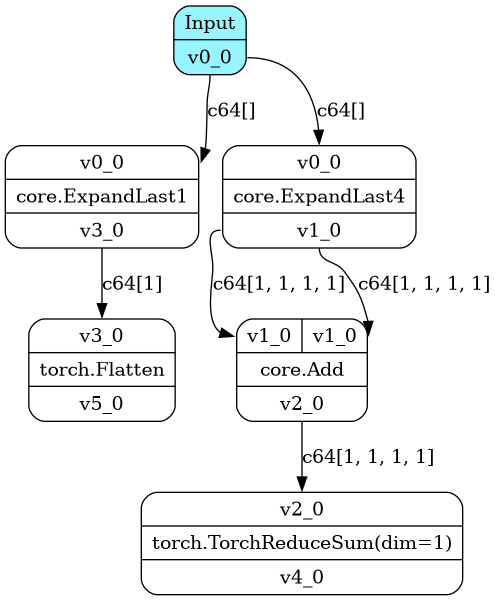 Input
v0_0
c64[]
c64[]
v0_0
core.ExpandLast1
v3_0
v0_0
core.ExpandLast4
v1_0
c64[1]
c64[1, 1, 1, 1]
c64[1, 1, 1, 1]
v3_0
torch.Flatten
v5_0
v1_0 v1_0
core.Add
v2_0
c64[1, 1, 1, 1]
v2_0
torch.TorchReduceSum(dim=1)
v4_0